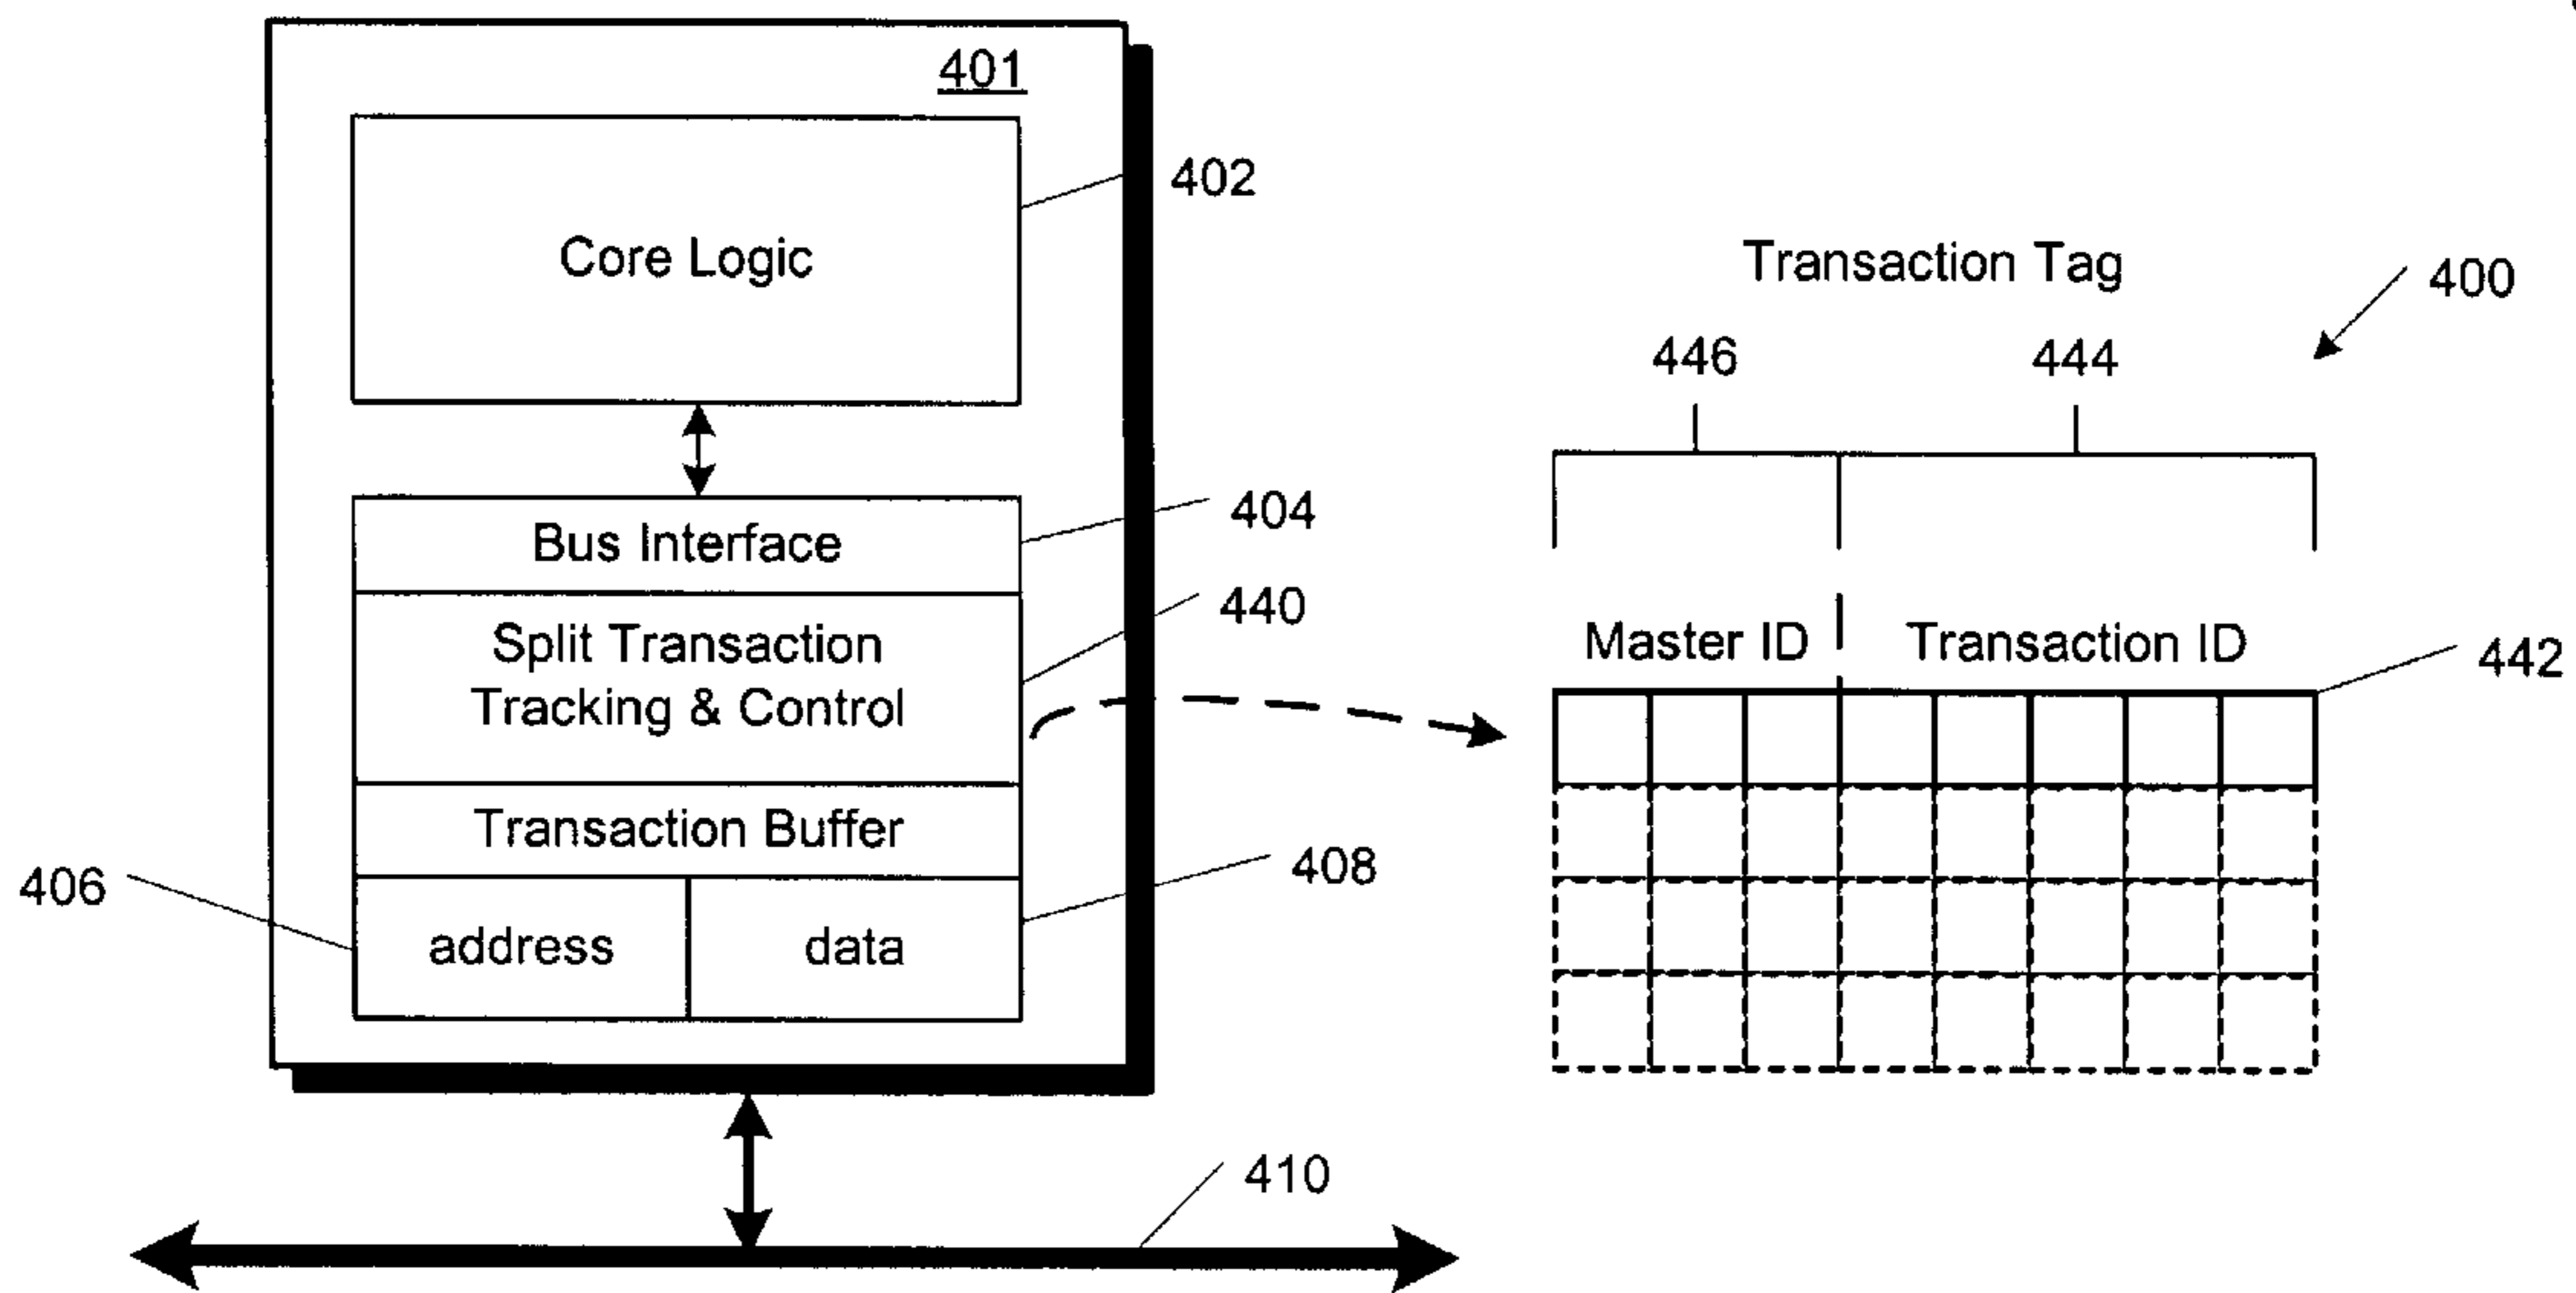 401
402
Core Logic
Transaction Tag
400
446
444
404
Bus Interface
440
Split Transaction
Tracking & Control
Master ID
Transaction ID
442
Transaction Buffer
406
408
address
data
410